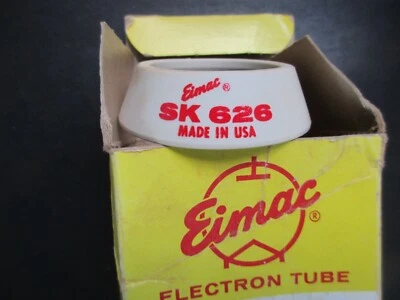 Eimac ®
SK 626
MADE IN USA
Eimac ®
ELECTRON TUBE